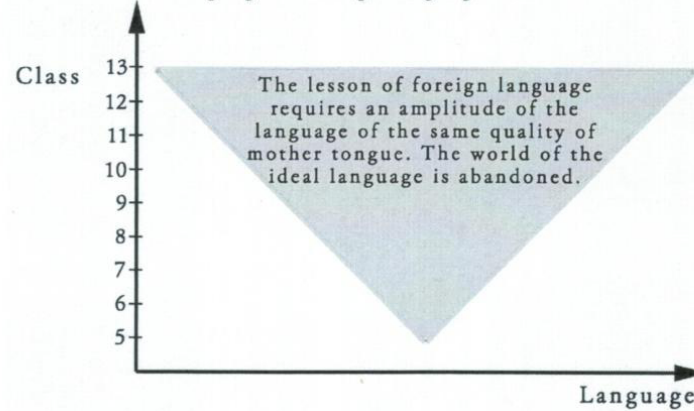 Class
13
The lesson of foreign language
requires an amplitude of the
language of the same quality of
mother tongue. The world of the
ideal language is abandoned.
12
11
10
9
8
7
6
5
Language